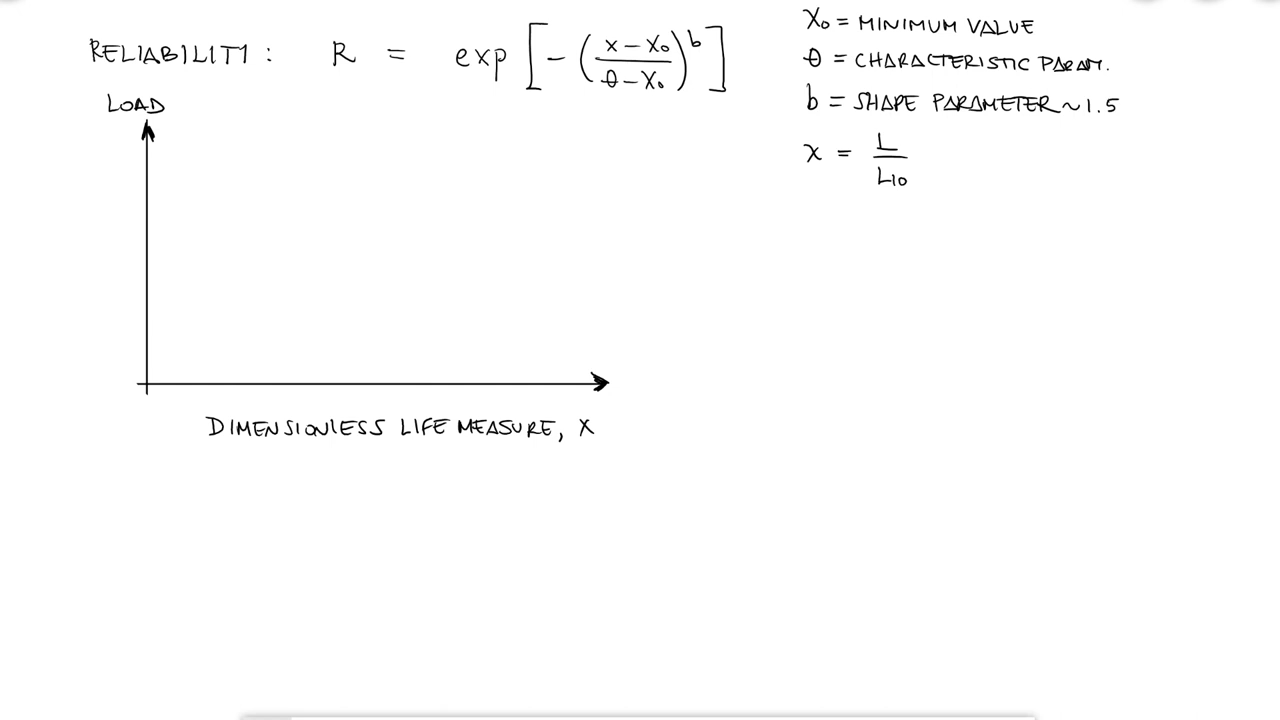 RELIABILITY: R = exp [ - ( (x - x₀) / (θ - x₀) )^b ]
x₀ = MINIMUM VALUE
θ = CHARACTERISTIC PARAM.
b = SHAPE PARAMETER ~ 1.5
x = L / L₁₀
LOAD
DIMENSIONLESS LIFE MEASURE, X